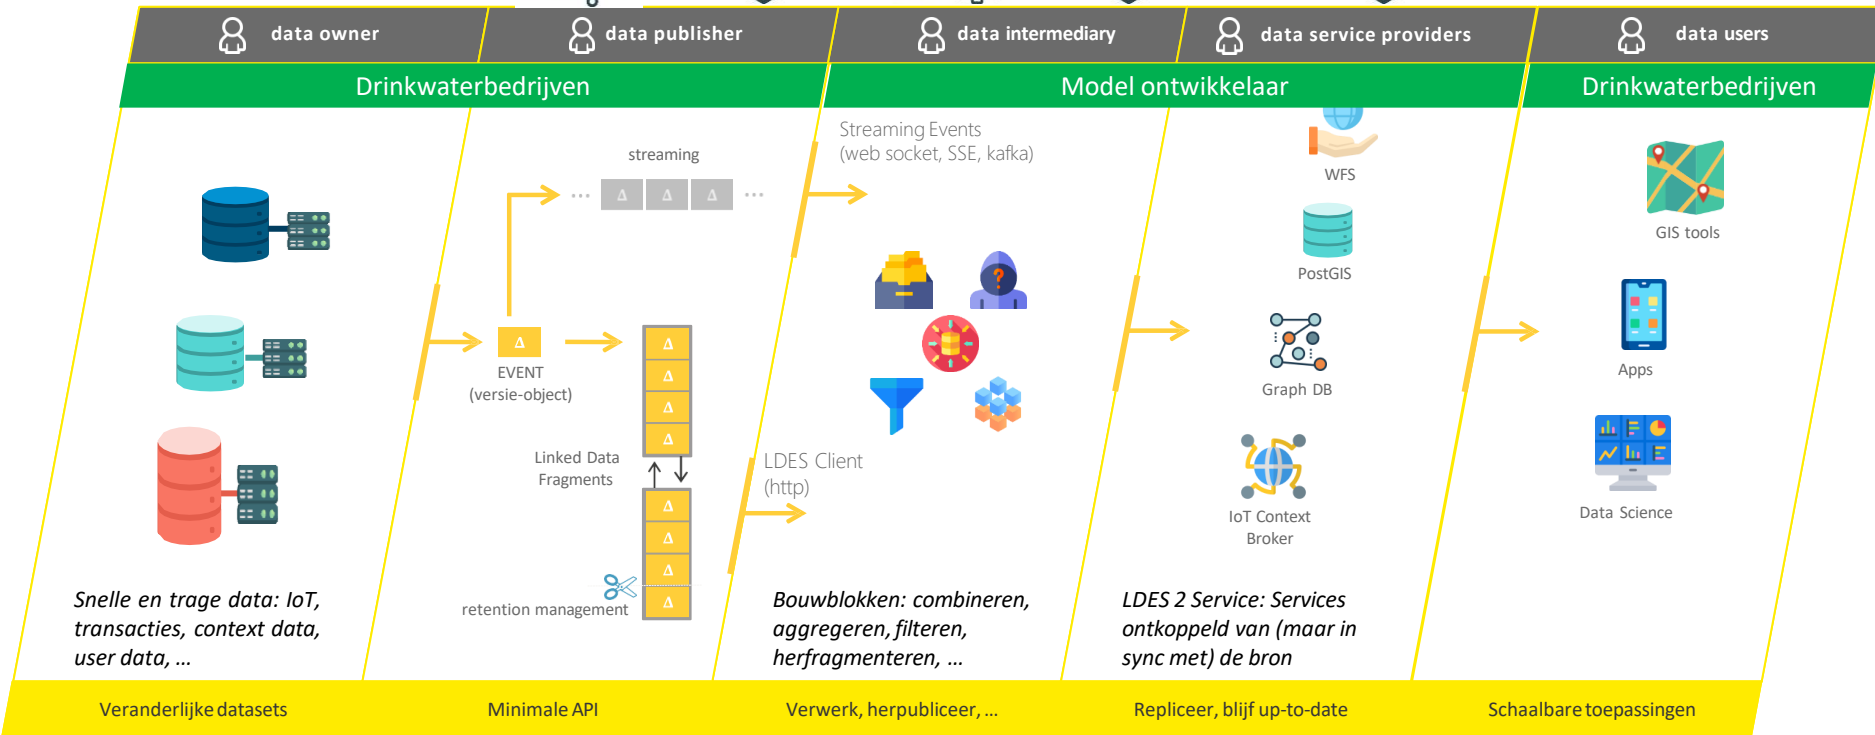 data owner
data publisher
data intermediary
data service providers
data users
Drinkwaterbedrijven
Model ontwikkelaar
Drinkwaterbedrijven
streaming
... Δ Δ Δ ...
Δ
EVENT
(versie-object)
Δ
Δ
Δ
Δ
Linked Data
Fragments
Δ
Δ
Δ
Δ
retention management
Streaming Events
(web socket, SSE, kafka)
?
LDES Client
(http)
WFS
PostGIS
Graph DB
IoT Context
Broker
GIS tools
Apps
Data Science
Snelle en trage data: IoT,
transacties, context data,
user data, ...
Bouwblokken: combineren,
aggregeren, filteren,
herfragmenteren, ...
LDES 2 Service: Services
ontkoppeld van (maar in
sync met) de bron
Veranderlijke datasets
Minimale API
Verwerk, herpubliceer, ...
Repliceer, blijf up-to-date
Schaalbare toepassingen